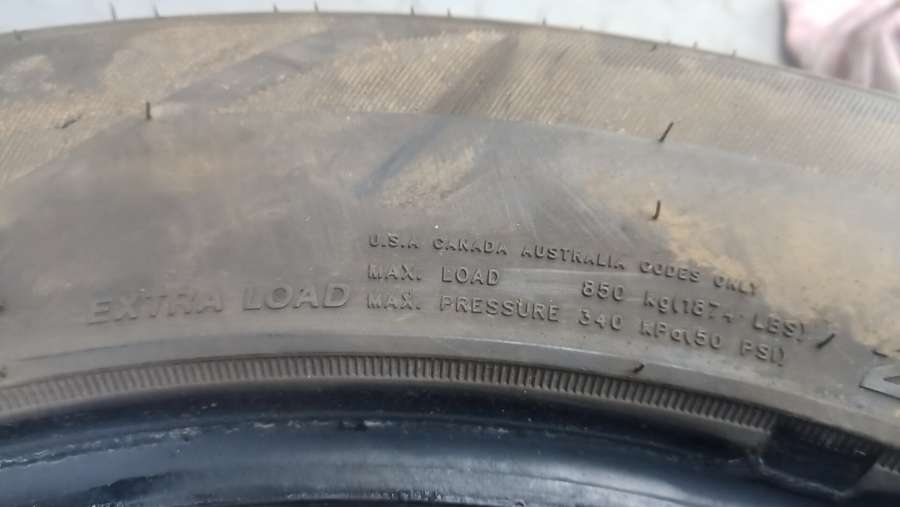 U.S.A CANADA AUSTRALIA CODES ONLY
EXTRA LOAD
MAX. LOAD 850 kg(1874 LBS)
MAX. PRESSURE 340 kPa(50 PSI)